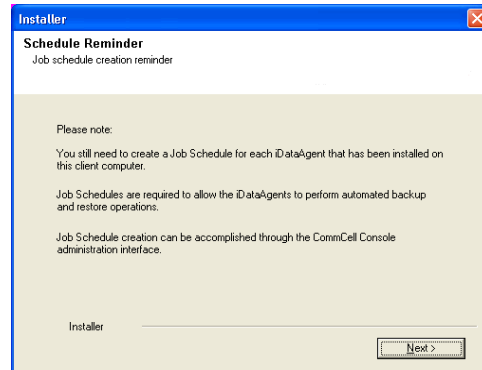 Installer
Schedule Reminder
Job schedule creation reminder
Please note:
You still need to create a Job Schedule for each iDataAgent that has been installed on
this client computer.
Job Schedules are required to allow the iDataAgents to perform automated backup
and restore operations.
Job Schedule creation can be accomplished through the CommCell Console
administration interface.
Installer
Next >